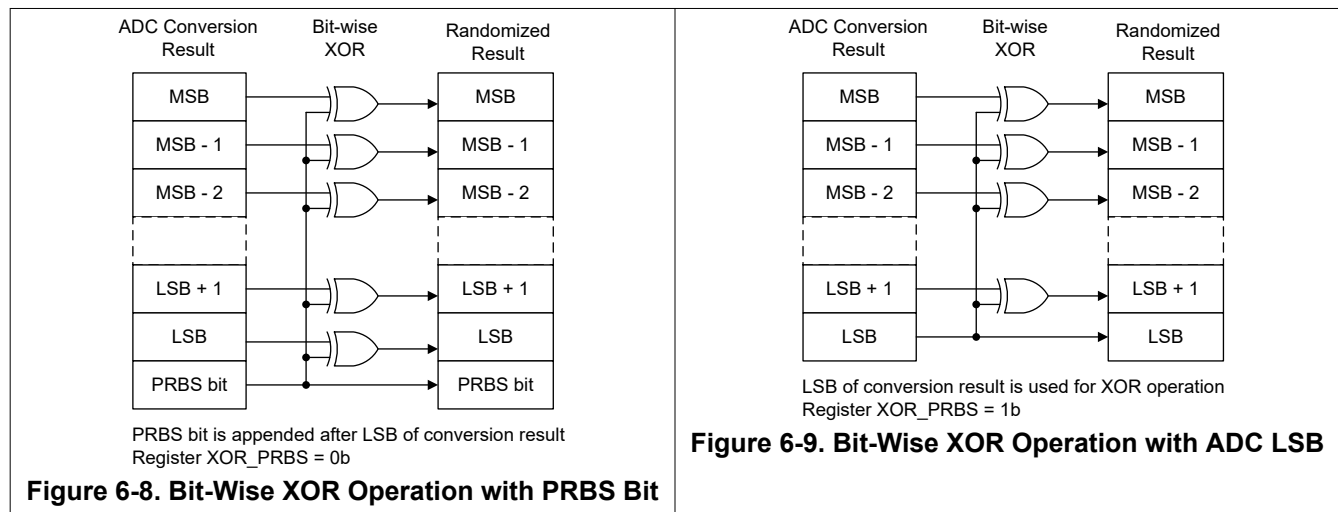 ADC Conversion
Result
Bit-wise
XOR
Randomized
Result
MSB
MSB
MSB - 1
MSB - 1
MSB - 2
MSB - 2
LSB + 1
LSB + 1
LSB
LSB
PRBS bit
PRBS bit
PRBS bit is appended after LSB of conversion result
Register XOR_PRBS = 0b
Figure 6-8. Bit-Wise XOR Operation with PRBS Bit
ADC Conversion
Result
Bit-wise
XOR
Randomized
Result
MSB
MSB
MSB - 1
MSB - 1
MSB - 2
MSB - 2
LSB + 1
LSB + 1
LSB
LSB
LSB of conversion result is used for XOR operation
Register XOR_PRBS = 1b
Figure 6-9. Bit-Wise XOR Operation with ADC LSB